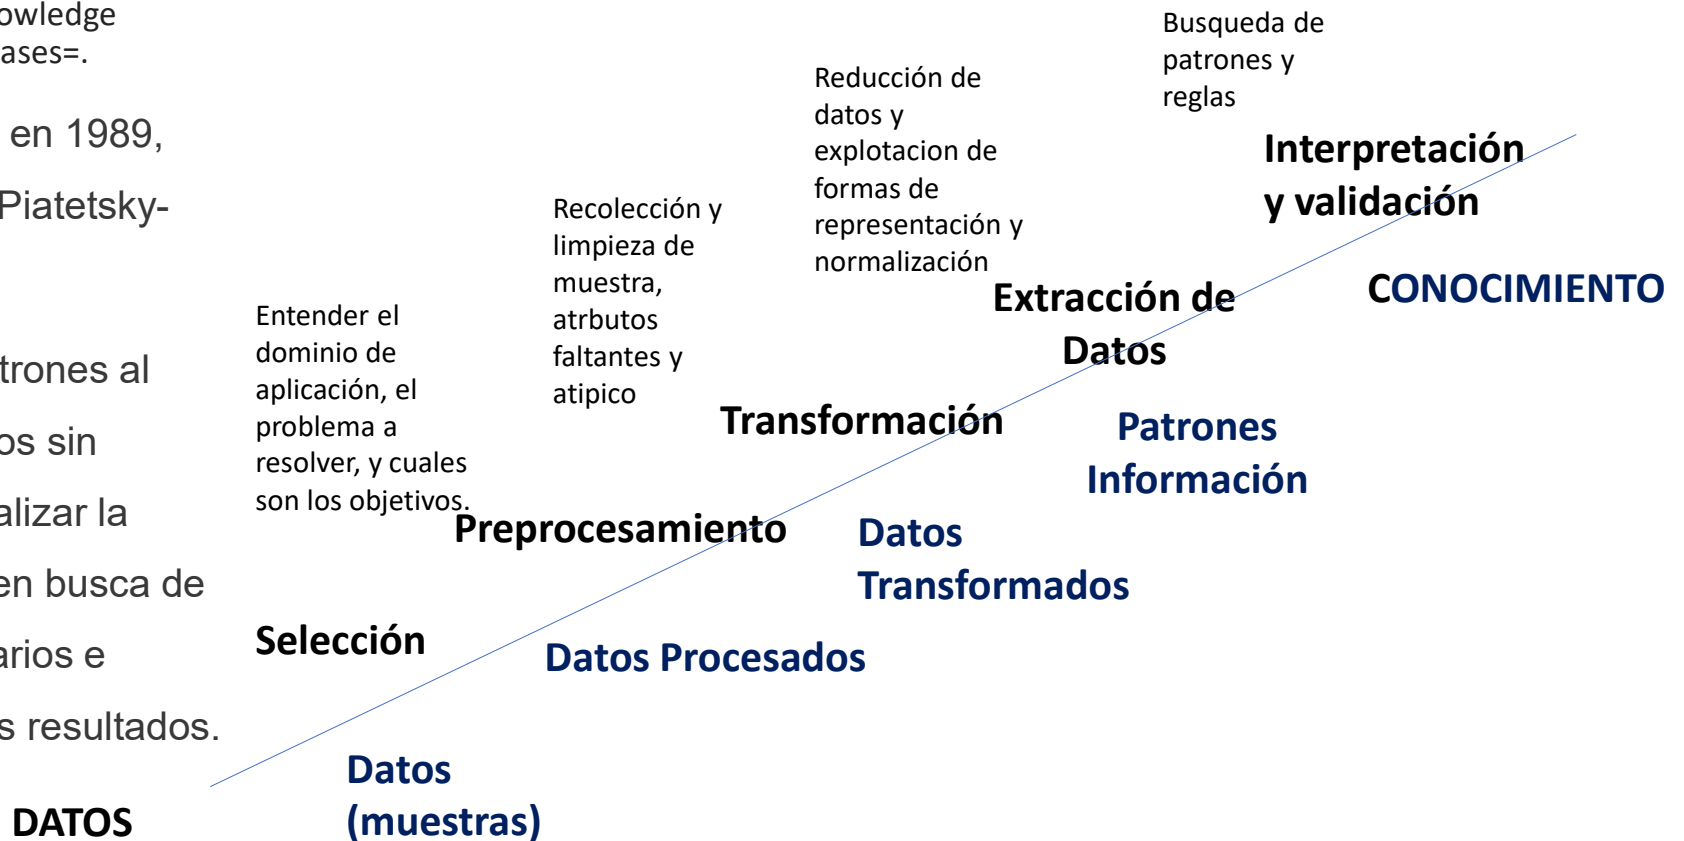 owledge
ases=.
en 1989,
Piatetsky-
trones al
os sin
alizar la
en busca de
arios e
s resultados.
DATOS
Entender el
dominio de
aplicación, el
problema a
resolver, y cuales
son los objetivos.
Selección
Datos
(muestras)
Recolección y
limpieza de
muestra,
atrbutos
faltantes y
atipico
Preprocesamiento
Datos Procesados
Reducción de
datos y
explotacion de
formas de
representación y
normalización
Transformación
Datos
Transformados
Busqueda de
patrones y
reglas
Extracción de
Datos
Patrones
Información
Interpretación
y validación
CONOCIMIENTO